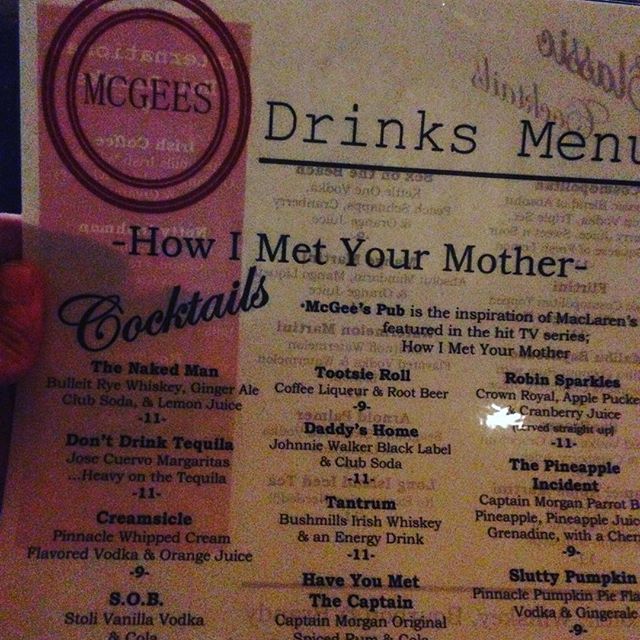 MCGEES
Drinks Menu
-How I Met Your Mother-
Cocktails
*McGee's Pub is the inspiration of MacLaren's
featured in the hit TV series;
How I Met Your Mother
The Naked Man
Bulleit Rye Whiskey, Ginger Ale
Club Soda, & Lemon Juice
-11-
Don't Drink Tequila
Jose Cuervo Margaritas
...Heavy on the Tequila
-11-
Creamsicle
Pinnacle Whipped Cream
Flavored Vodka & Orange Juice
-9-
S.O.B.
Stoli Vanilla Vodka
& Cola
Tootsie Roll
Coffee Liqueur & Root Beer
-9-
Daddy's Home
Johnnie Walker Black Label
& Club Soda
-11-
Tantrum
Bushmills Irish Whiskey
& an Energy Drink
-11-
Have You Met
The Captain
Captain Morgan Original
Spiced Rum & Cola
Robin Sparkles
Crown Royal, Apple Pucke
& Cranberry Juice
(served straight up)
-11-
The Pineapple
Incident
Captain Morgan Parrot B
Pineapple, Pineapple Jui
Grenadine, with a Cher
-9-
Slutty Pumpkin
Pinnacle Pumpkin Pie Fla
Vodka & Gingerale
-9-